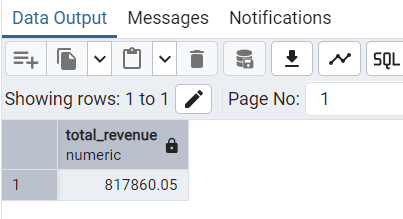 Data Output Messages Notifications
SQL
Showing rows: 1 to 1 Page No: 1
total_revenue
numeric
1 817860.05